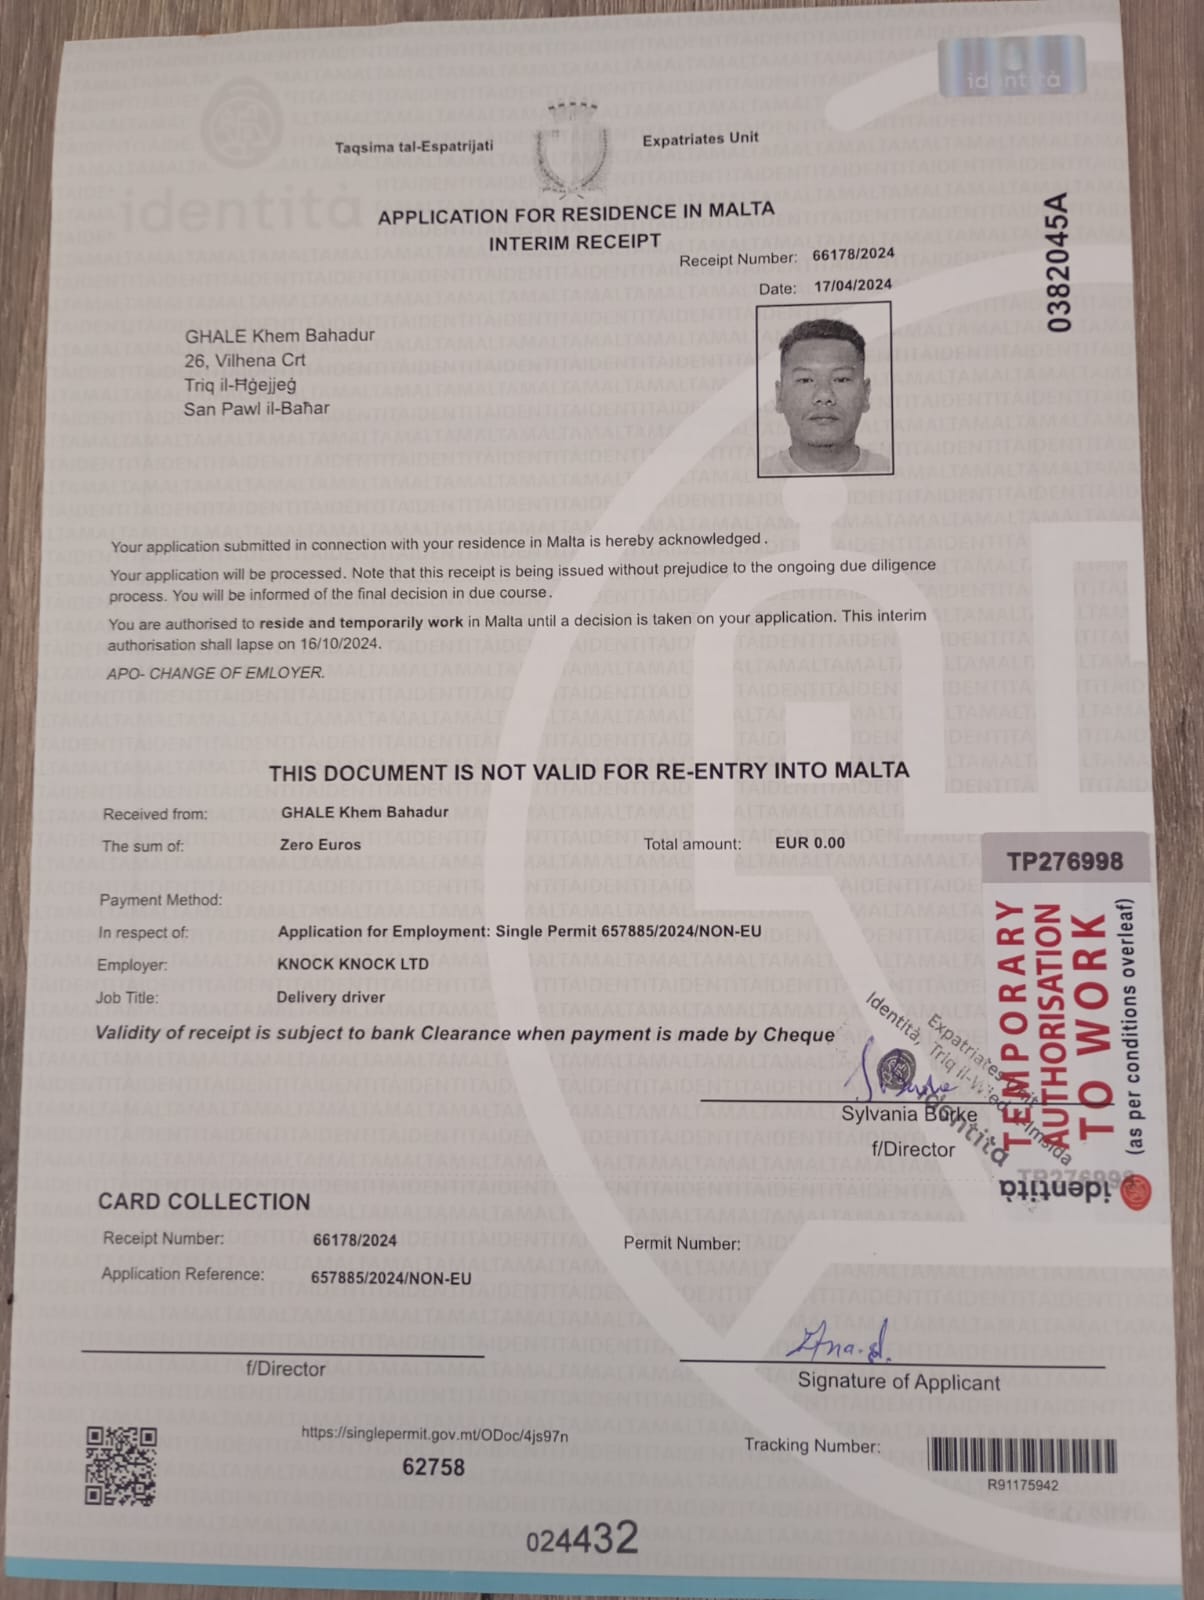 identità
identità
Taqsima tal-Espatrijati
Expatriates Unit
APPLICATION FOR RESIDENCE IN MALTA
INTERIM RECEIPT
Receipt Number: 66178/2024
Date: 17/04/2024
0382045A
GHALE Khem Bahadur
26, Vilhena Crt
Triq il-Ħġejjeġ
San Pawl il-Baħar
Your application submitted in connection with your residence in Malta is hereby acknowledged.
Your application will be processed. Note that this receipt is being issued without prejudice to the ongoing due diligence
process. You will be informed of the final decision in due course.
You are authorised to reside and temporarily work in Malta until a decision is taken on your application. This interim
authorisation shall lapse on 16/10/2024.
APO- CHANGE OF EMLOYER.
THIS DOCUMENT IS NOT VALID FOR RE-ENTRY INTO MALTA
Received from: GHALE Khem Bahadur
The sum of: Zero Euros Total amount: EUR 0.00
Payment Method:
In respect of: Application for Employment: Single Permit 657885/2024/NON-EU
Employer: KNOCK KNOCK LTD
Job Title: Delivery driver
Validity of receipt is subject to bank Clearance when payment is made by Cheque
TP276998
TEMPORARY
AUTHORISATION
TO WORK
(as per conditions overleaf)
identità
TP276998
Expatriates Unit
Identità, Triq il-Wied, l-Imsida
identità
Sylvania Burke
f/Director
CARD COLLECTION
Receipt Number: 66178/2024
Permit Number:
Application Reference: 657885/2024/NON-EU
f/Director
Signature of Applicant
https://singlepermit.gov.mt/ODoc/4js97n
62758
Tracking Number:
R91175942
024432